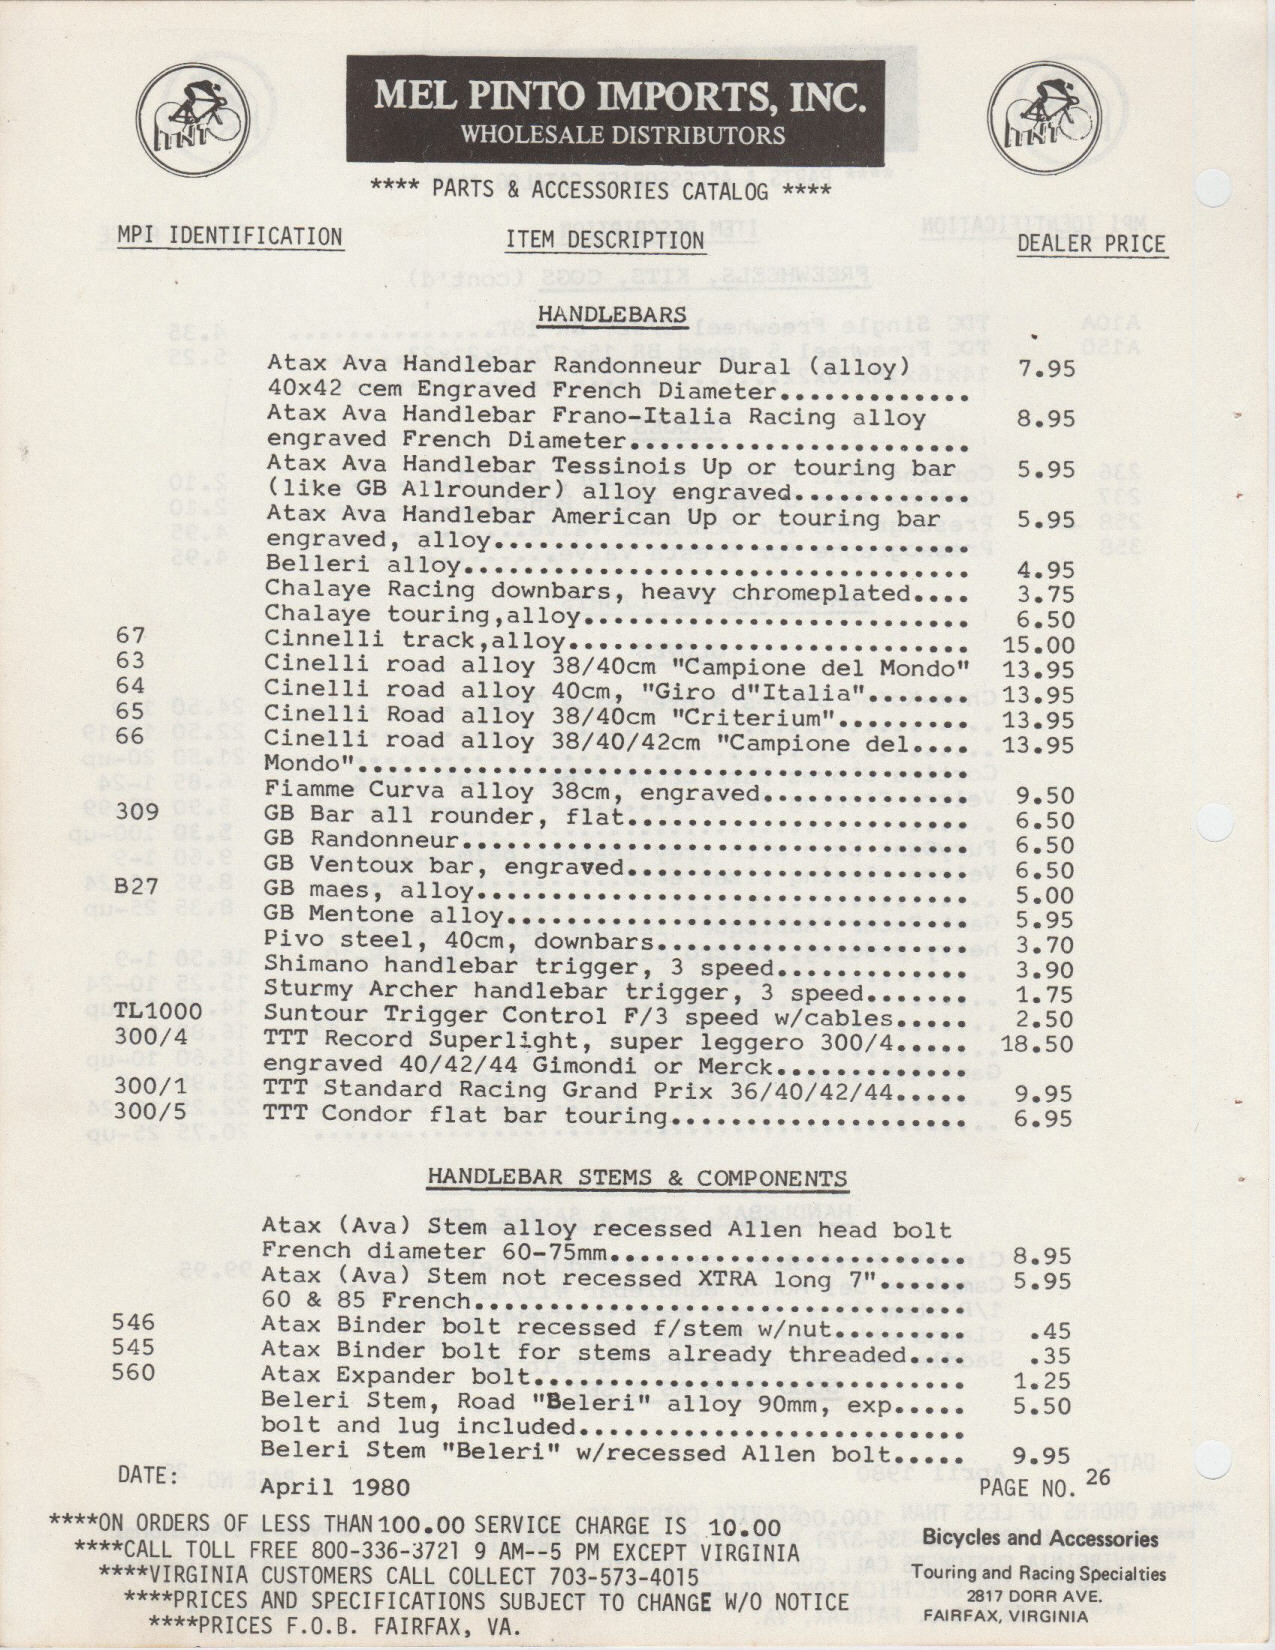 MEL PINTO IMPORTS, INC.
WHOLESALE DISTRIBUTORS
**** PARTS & ACCESSORIES CATALOG ****
MPI IDENTIFICATION ITEM DESCRIPTION DEALER PRICE
HANDLEBARS
Atax Ava Handlebar Randonneur Dural (alloy) 7.95
40x42 cem Engraved French Diameter.............
Atax Ava Handlebar Frano-Italia Racing alloy 8.95
engraved French Diameter.......................
Atax Ava Handlebar Tessinois Up or touring bar 5.95
(like GB Allrounder) alloy engraved............
Atax Ava Handlebar American Up or touring bar 5.95
engraved, alloy................................
Belleri alloy.................................. 4.95
Chalaye Racing downbars, heavy chromeplated.... 3.75
Chalaye touring,alloy.......................... 6.50
67 Cinnelli track,alloy........................... 15.00
63 Cinelli road alloy 38/40cm "Campione del Mondo" 13.95
64 Cinelli road alloy 40cm, "Giro d"Italia"....... 13.95
65 Cinelli Road alloy 38/40cm "Criterium"......... 13.95
66 Cinelli road alloy 38/40/42cm "Campione del.... 13.95
Mondo".........................................
Fiamme Curva alloy 38cm, engraved.............. 9.50
309 GB Bar all rounder, flat....................... 6.50
GB Randonneur.................................. 6.50
GB Ventoux bar, engraved....................... 6.50
B27 GB maes, alloy................................. 5.00
GB Mentone alloy............................... 5.95
Pivo steel, 40cm, downbars..................... 3.70
Shimano handlebar trigger, 3 speed............. 3.90
Sturmy Archer handlebar trigger, 3 speed....... 1.75
TL1000 Suntour Trigger Control F/3 speed w/cables..... 2.50
300/4 TTT Record Superlight, super leggero 300/4..... 18.50
engraved 40/42/44 Gimondi or Merck.............
300/1 TTT Standard Racing Grand Prix 36/40/42/44..... 9.95
300/5 TTT Condor flat bar touring.................... 6.95
HANDLEBAR STEMS & COMPONENTS
Atax (Ava) Stem alloy recessed Allen head bolt
French diameter 60-75mm........................ 8.95
Atax (Ava) Stem not recessed XTRA long 7"...... 5.95
60 & 85 French.................................
546 Atax Binder bolt recessed f/stem w/nut......... .45
545 Atax Binder bolt for stems already threaded.... .35
560 Atax Expander bolt............................. 1.25
Beleri Stem, Road "Beleri" alloy 90mm, exp..... 5.50
bolt and lug included..........................
Beleri Stem "Beleri" w/recessed Allen bolt..... 9.95
DATE: April 1980 PAGE NO. 26
****ON ORDERS OF LESS THAN 100.00 SERVICE CHARGE IS 10.00
****CALL TOLL FREE 800-336-3721 9 AM--5 PM EXCEPT VIRGINIA
****VIRGINIA CUSTOMERS CALL COLLECT 703-573-4015
****PRICES AND SPECIFICATIONS SUBJECT TO CHANGE W/O NOTICE
****PRICES F.O.B. FAIRFAX, VA.
Bicycles and Accessories
Touring and Racing Specialties
2817 DORR AVE.
FAIRFAX, VIRGINIA